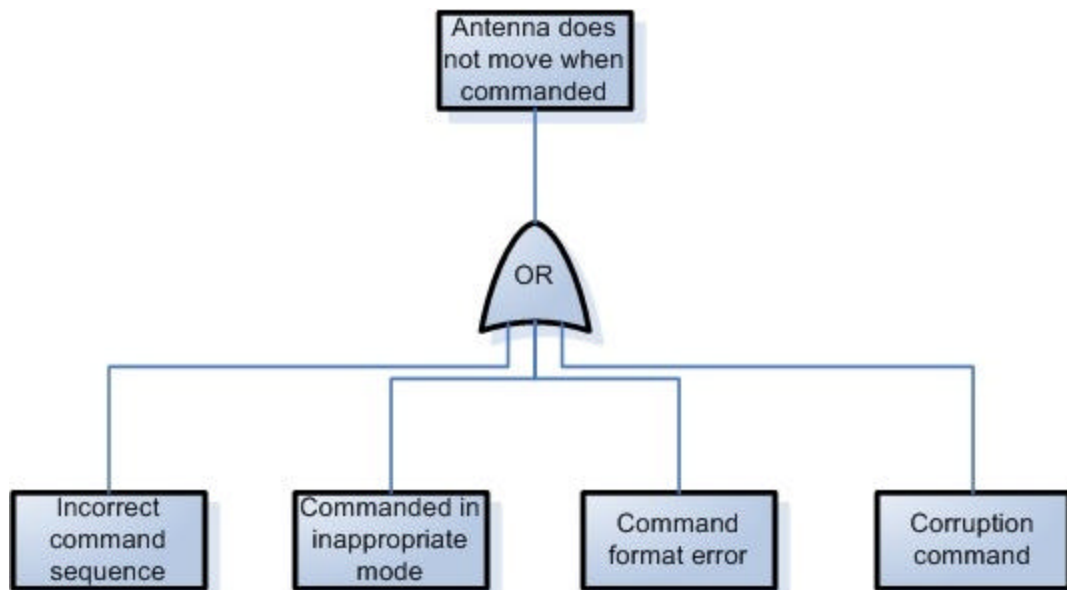 Antenna does
not move when
commanded
OR
Incorrect
command
sequence
Commanded in
inappropriate
mode
Command
format error
Corruption
command